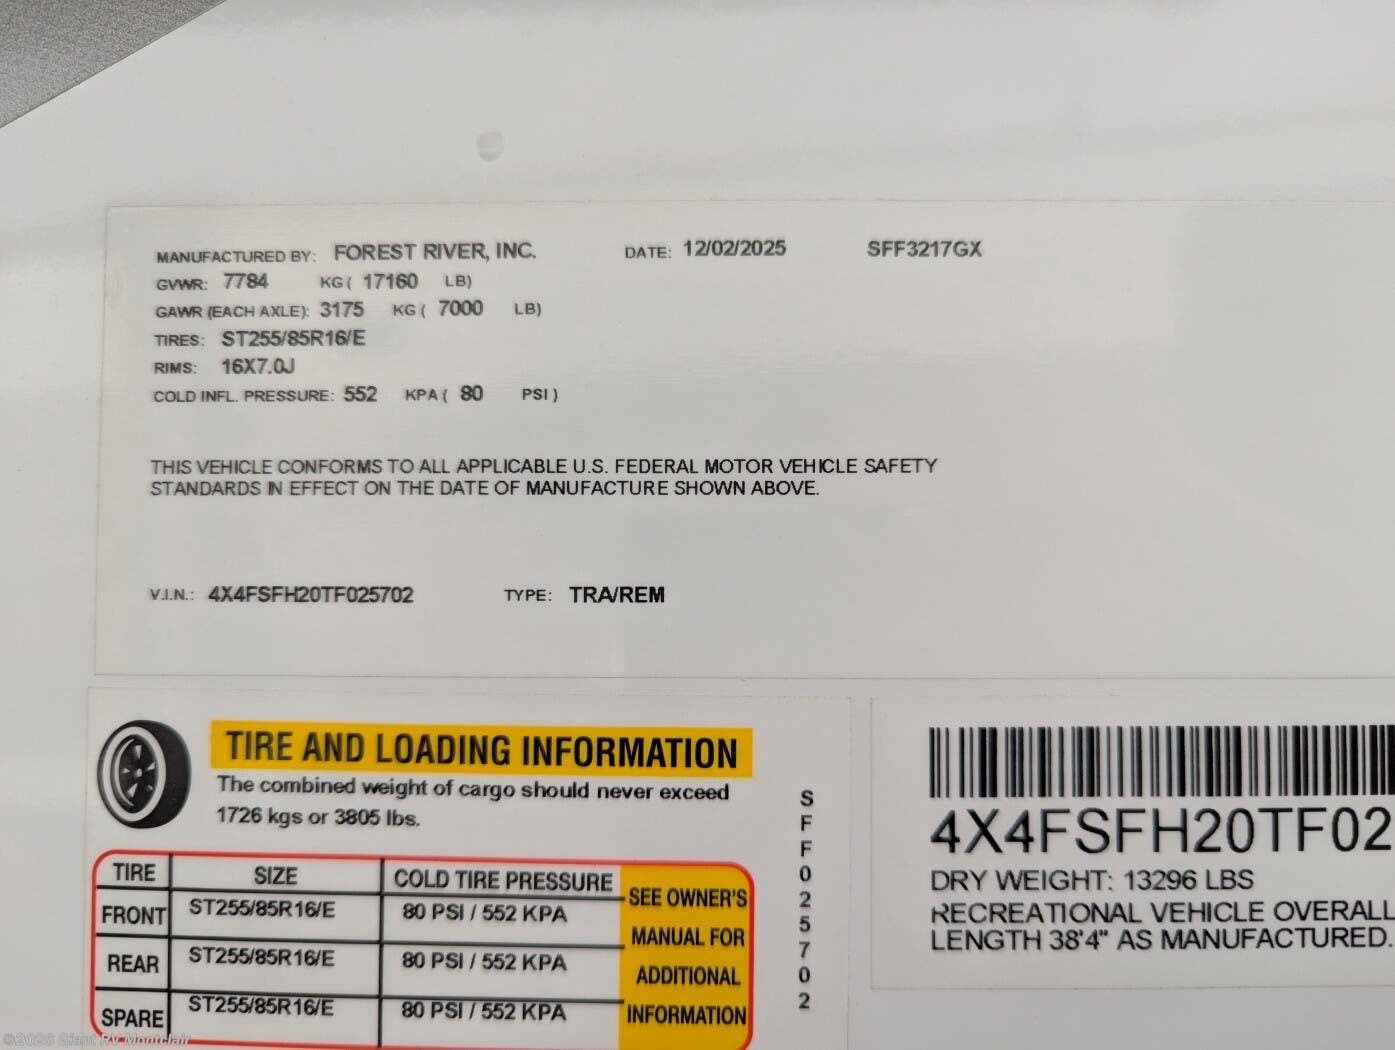 MANUFACTURED BY: FOREST RIVER, INC. DATE: 12/02/2025 SFF3217GX
GVWR: 7784 KG ( 17160 LB)
GAWR (EACH AXLE): 3175 KG ( 7000 LB)
TIRES: ST255/85R16/E
RIMS: 16X7.0J
COLD INFL. PRESSURE: 552 KPA ( 80 PSI )
THIS VEHICLE CONFORMS TO ALL APPLICABLE U.S. FEDERAL MOTOR VEHICLE SAFETY
STANDARDS IN EFFECT ON THE DATE OF MANUFACTURE SHOWN ABOVE.
V.I.N.: 4X4FSFH20TF025702 TYPE: TRA/REM
TIRE AND LOADING INFORMATION
The combined weight of cargo should never exceed
1726 kgs or 3805 lbs.
TIRE SIZE COLD TIRE PRESSURE
FRONT ST255/85R16/E 80 PSI / 552 KPA
REAR ST255/85R16/E 80 PSI / 552 KPA
SPARE ST255/85R16/E 80 PSI / 552 KPA
SEE OWNER'S
MANUAL FOR
ADDITIONAL
INFORMATION
SFF025702
4X4FSFH20TF02
DRY WEIGHT: 13296 LBS
RECREATIONAL VEHICLE OVERALL
LENGTH 38'4" AS MANUFACTURED.
©2026 Giant RV Montclair